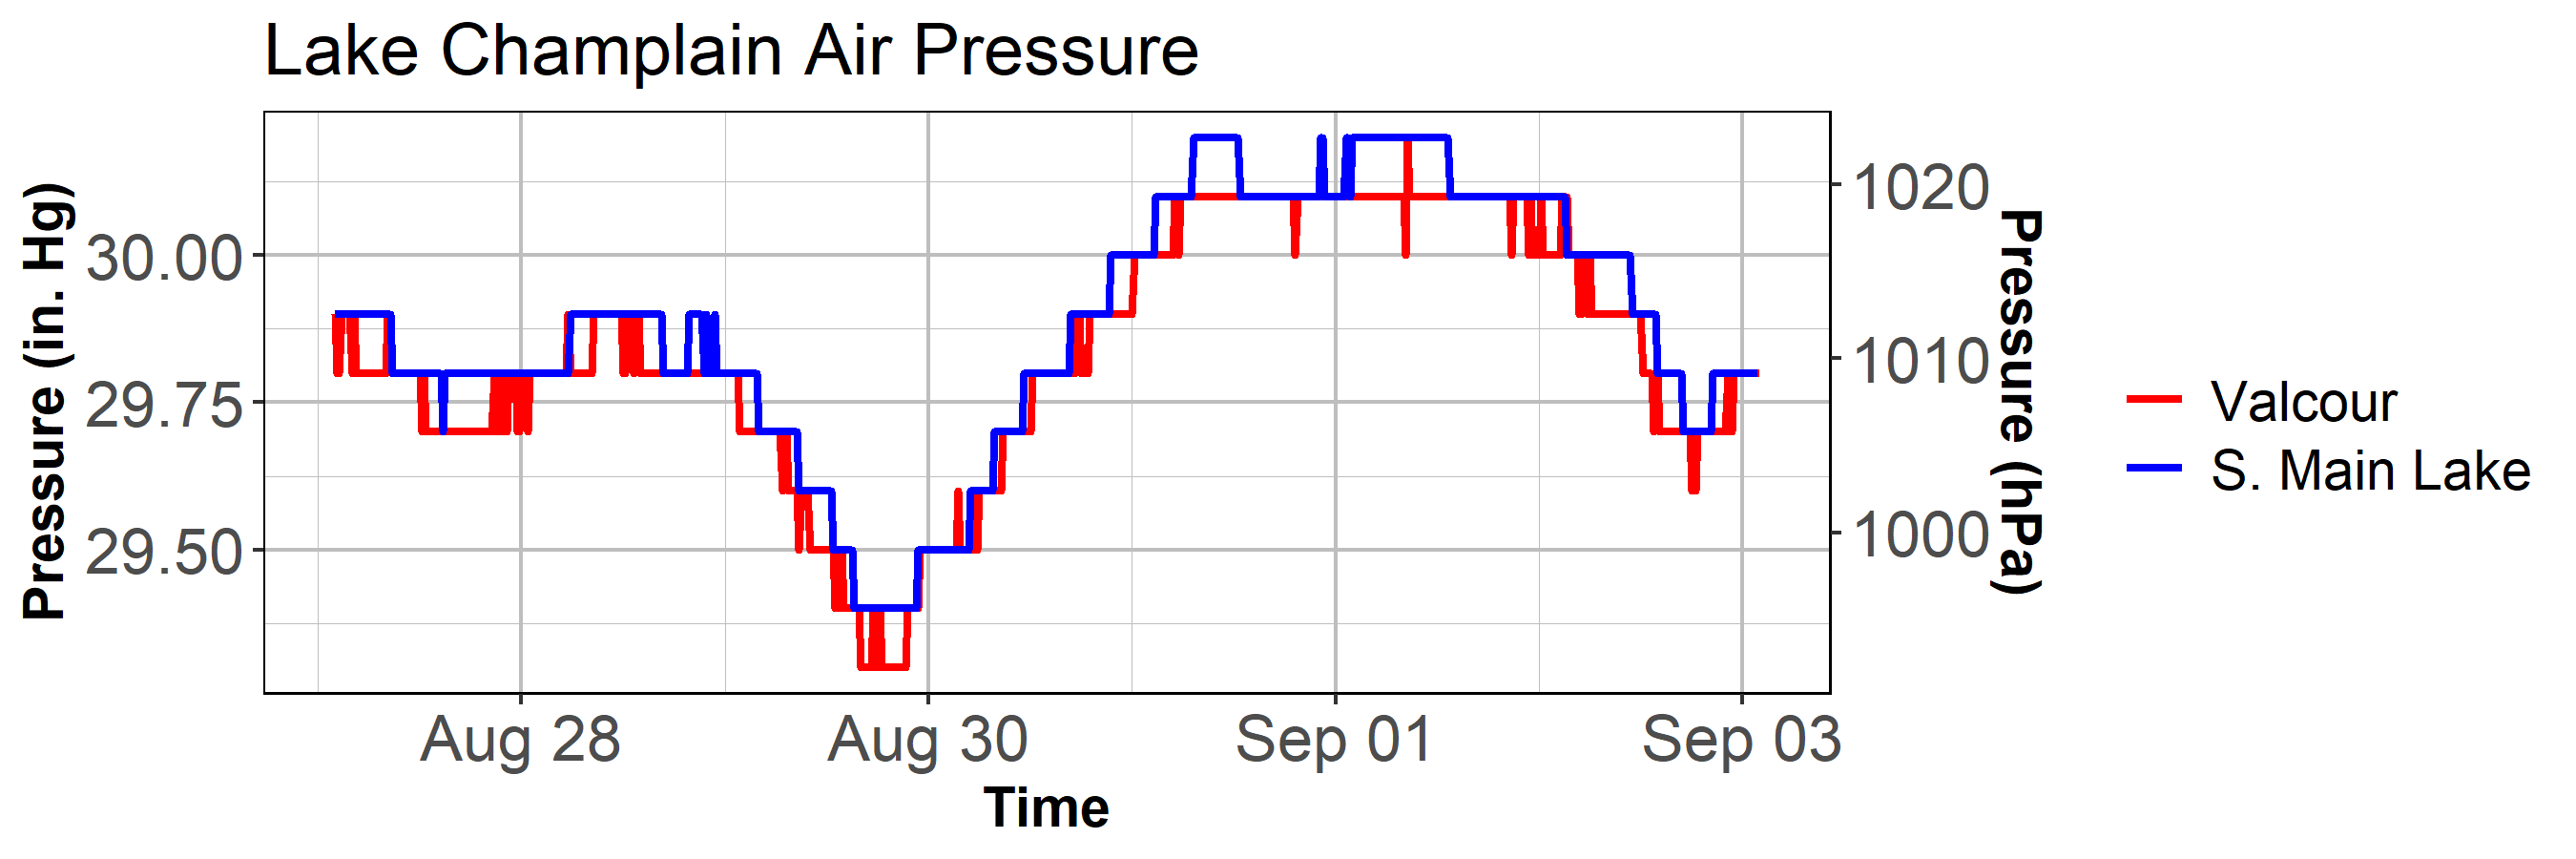 Lake Champlain Air Pressure
Pressure (in. Hg)
30.00
29.75
29.50
1020
1010
1000
Pressure (hPa)
Valcour
S. Main Lake
Aug 28
Aug 30
Sep 01
Sep 03
Time